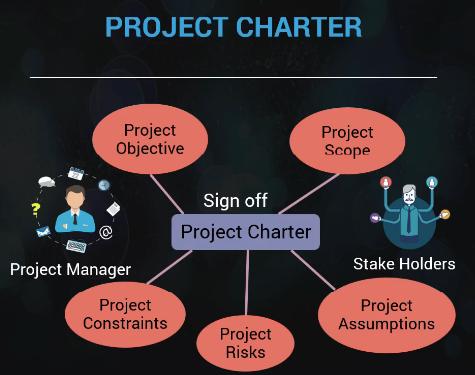 PROJECT CHARTER
Project
Objective
Project
Scope
Sign off
Project Charter
?
@
Project Manager
Stake Holders
Project
Constraints
Project
Risks
Project
Assumptions